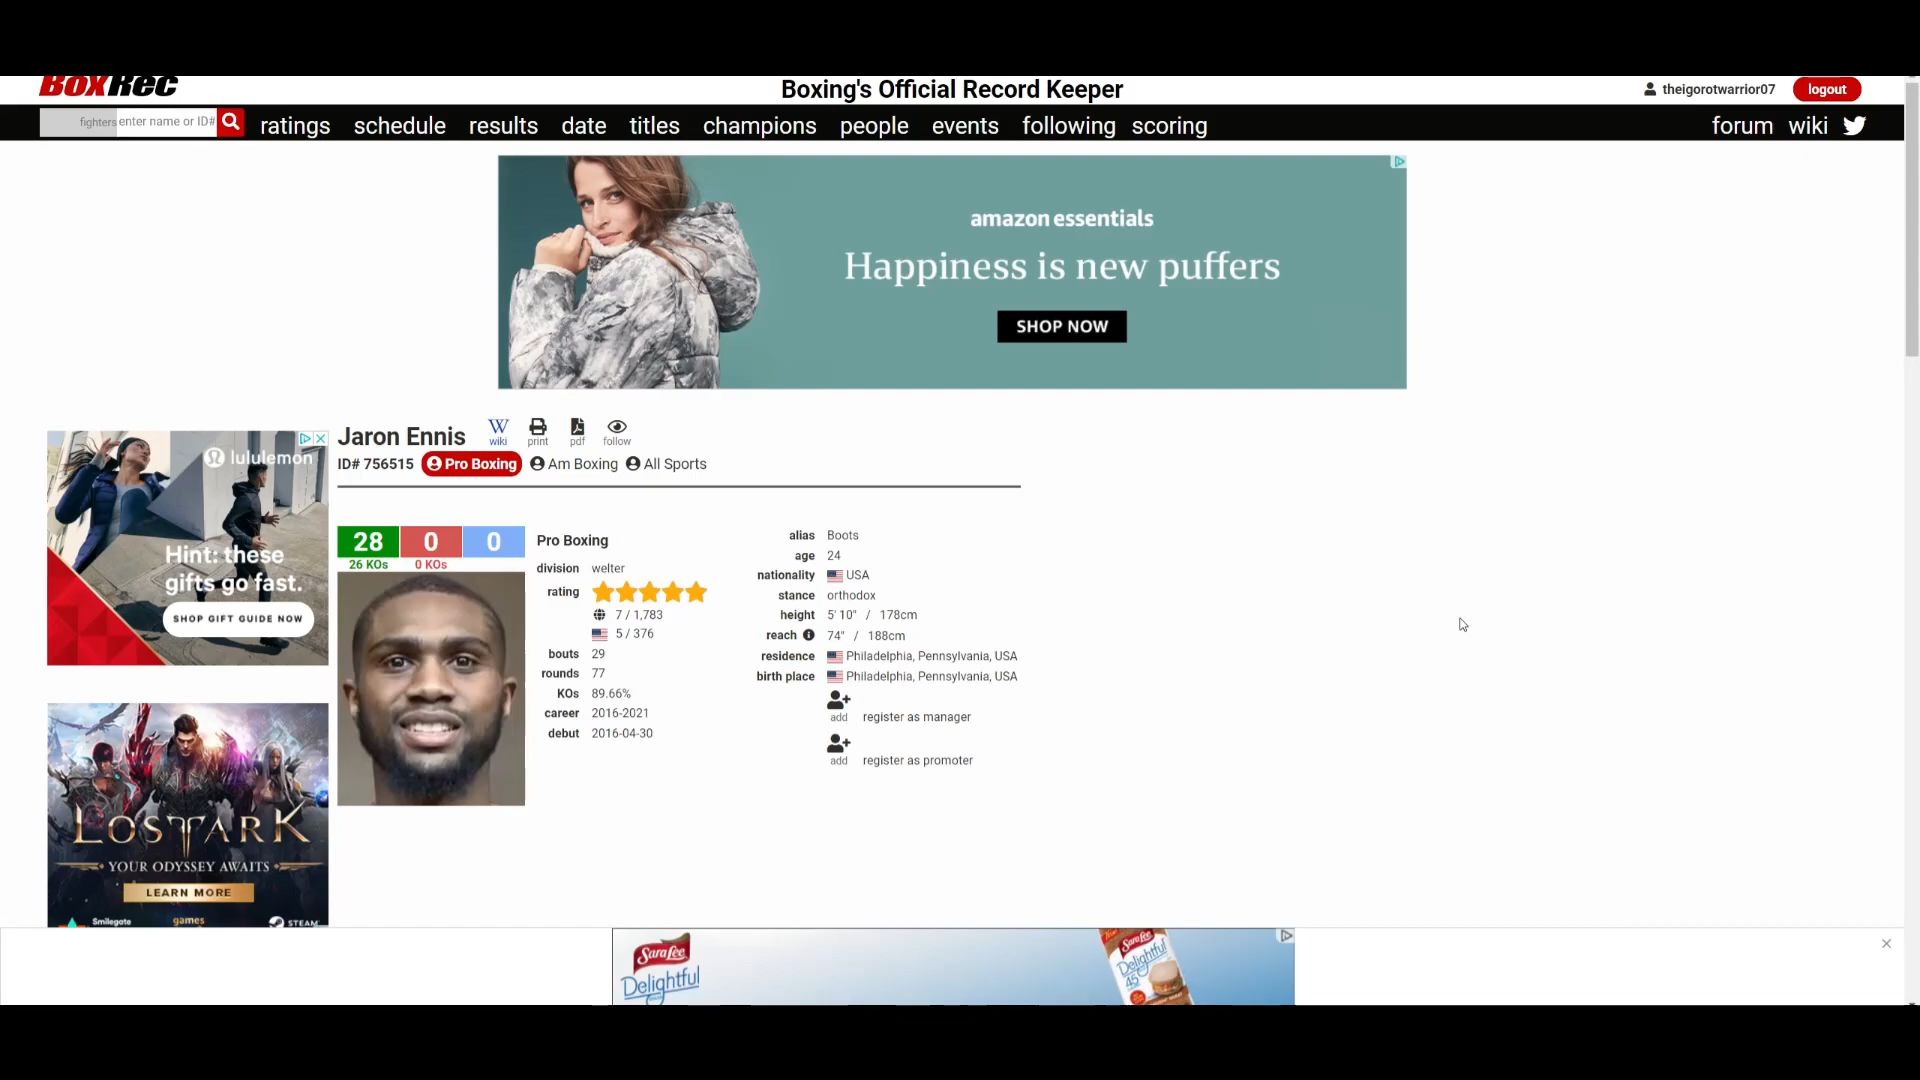 BoxRec
Boxing's Official Record Keeper
theigorotwarrior07
logout
fighters enter name or ID#
ratings schedule results date titles champions people events following scoring
forum wiki
amazon essentials
Happiness is new puffers
SHOP NOW
lululemon
Hint: these
gifts go fast.
SHOP GIFT GUIDE NOW
LOST ARK
YOUR ODYSSEY AWAITS
LEARN MORE
Smilegate games STEAM
Jaron Ennis
W
wiki print pdf follow
ID# 756515 Pro Boxing Am Boxing All Sports
28 0 0
26 KOs 0 KOs
Pro Boxing
division welter
rating
7 / 1,783
5 / 376
bouts 29
rounds 77
KOs 89.66%
career 2016-2021
debut 2016-04-30
alias Boots
age 24
nationality USA
stance orthodox
height 5' 10" / 178cm
reach 74" / 188cm
residence Philadelphia, Pennsylvania, USA
birth place Philadelphia, Pennsylvania, USA
add register as manager
add register as promoter
Sara Lee
Delightful
Sara Lee
Delightful
45